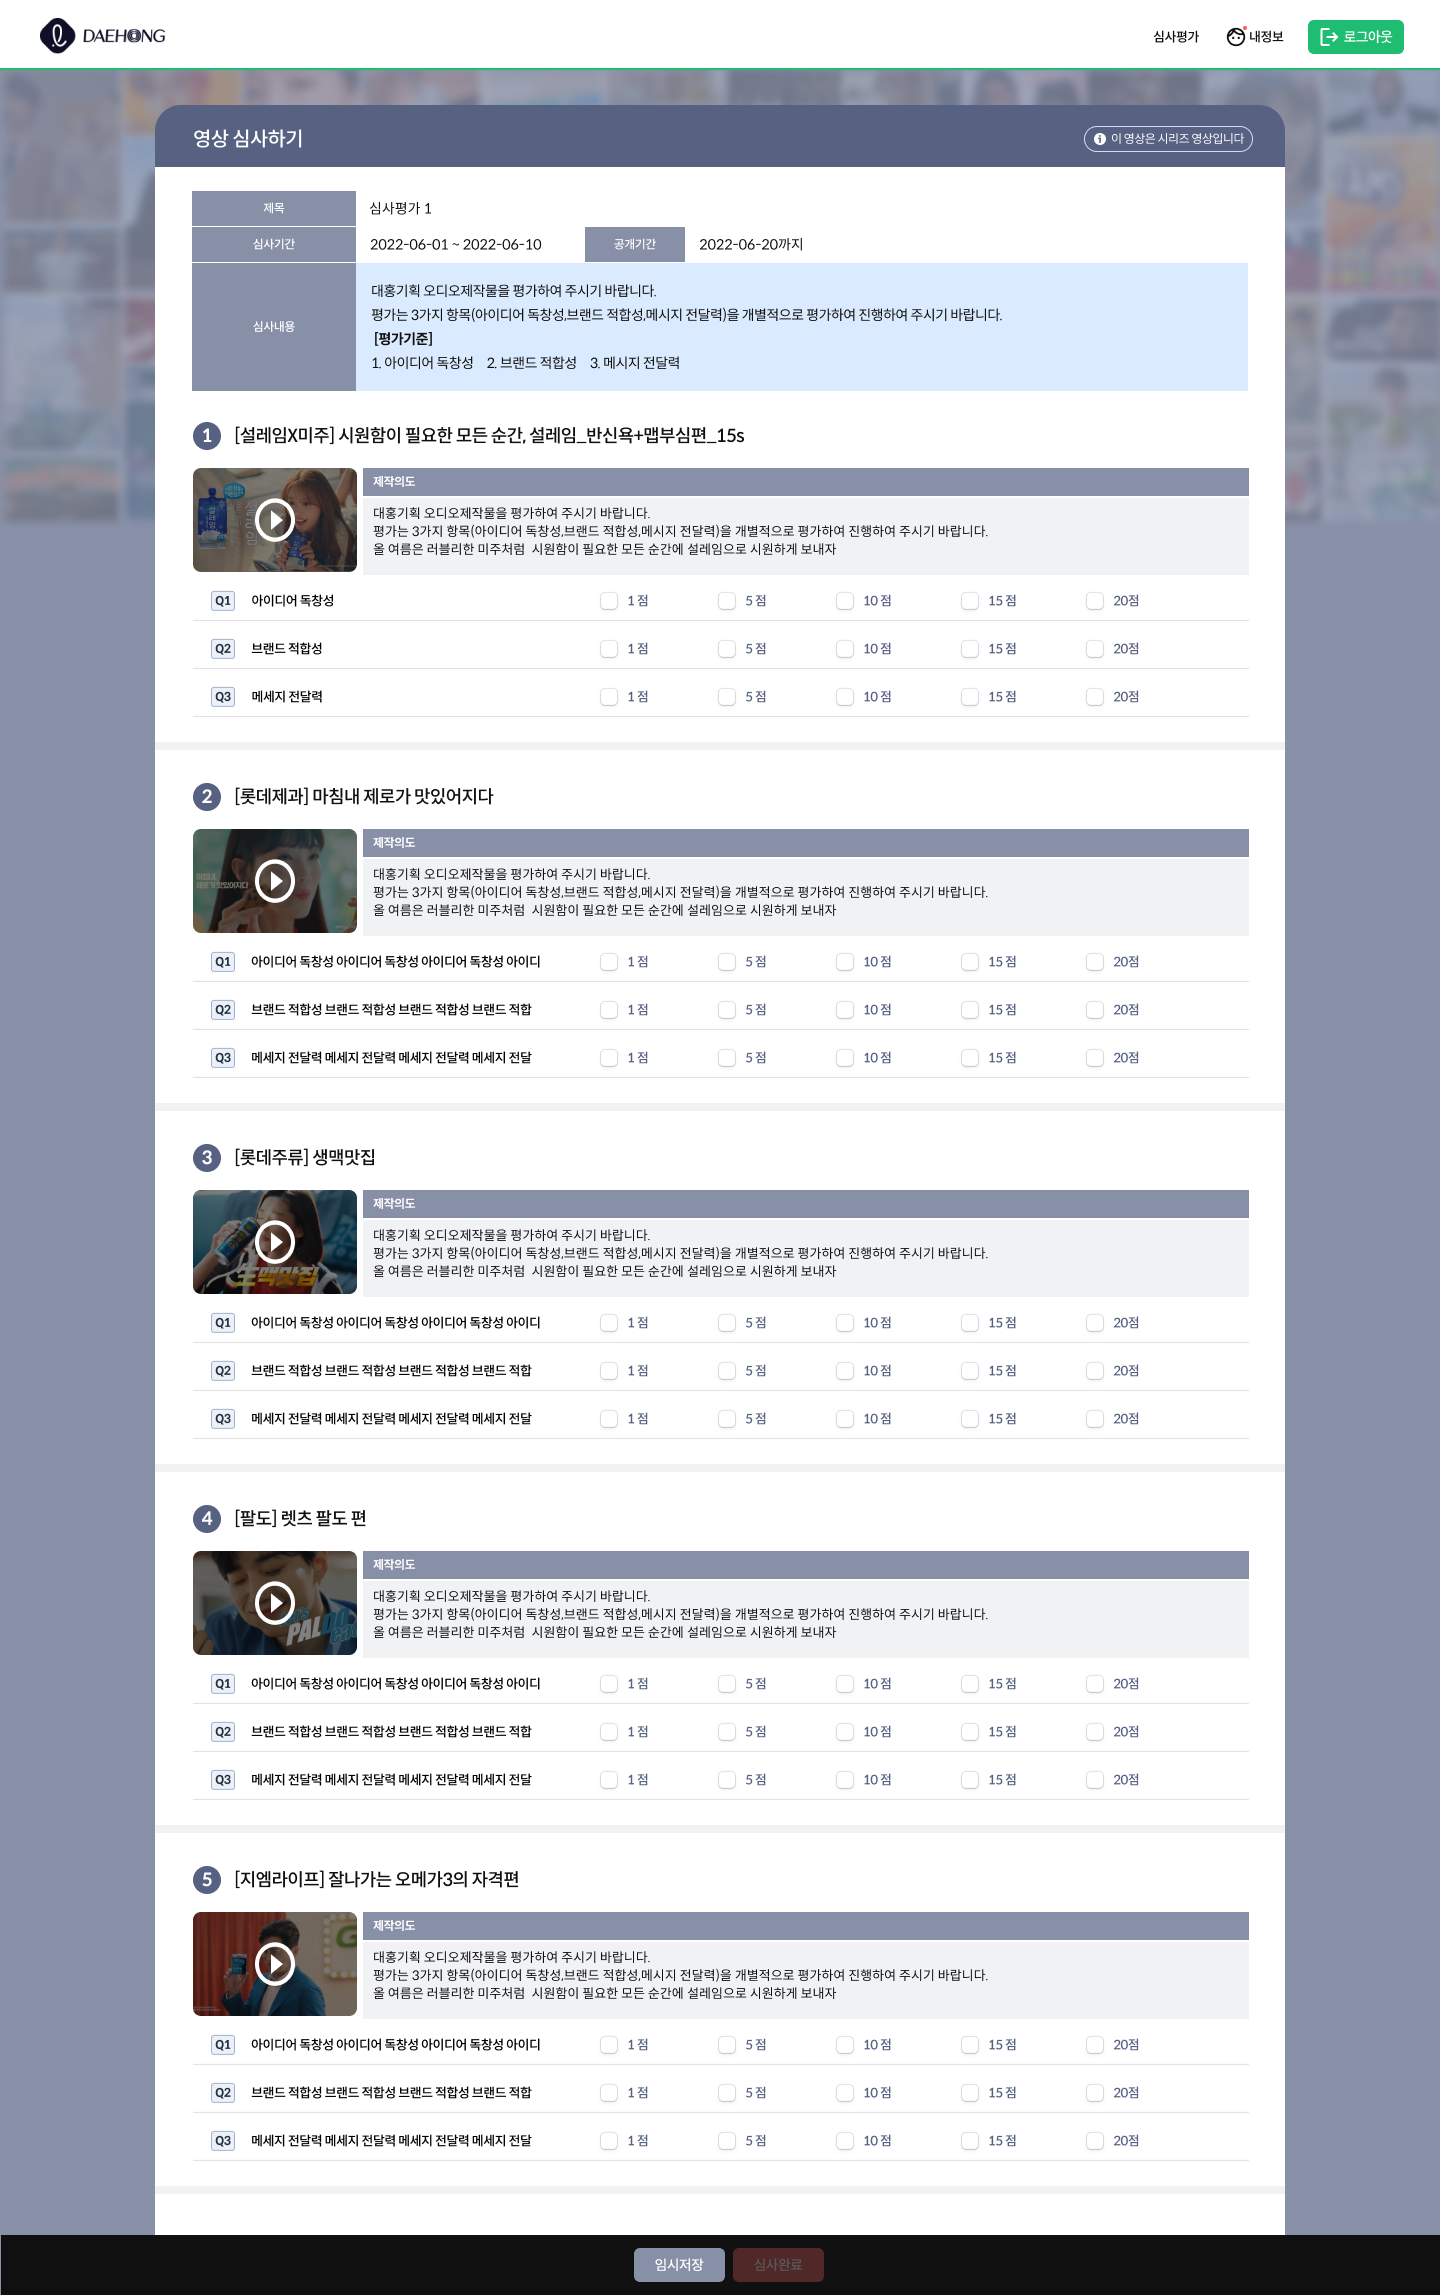 DAEHONG
심사평가
내정보
로그아웃
영상 심사하기
이 영상은 시리즈 영상입니다
제목
심사평가 1
심사기간
2022-06-01 ~ 2022-06-10
공개기간
2022-06-20까지
심사내용
대홍기획 오디오제작물을 평가하여 주시기 바랍니다.
평가는 3가지 항목(아이디어 독창성,브랜드 적합성,메시지 전달력)을 개별적으로 평가하여 진행하여 주시기 바랍니다.
[평가기준]
1. 아이디어 독창성 2. 브랜드 적합성 3. 메시지 전달력
1 [설레임X미주] 시원함이 필요한 모든 순간, 설레임_반신욕+맵부심편_15s
설레임
제작의도
대홍기획 오디오제작물을 평가하여 주시기 바랍니다.
평가는 3가지 항목(아이디어 독창성,브랜드 적합성,메시지 전달력)을 개별적으로 평가하여 진행하여 주시기 바랍니다.
올 여름은 러블리한 미주처럼 시원함이 필요한 모든 순간에 설레임으로 시원하게 보내자
Q1 아이디어 독창성 1 점 5 점 10 점 15 점 20점
Q2 브랜드 적합성 1 점 5 점 10 점 15 점 20점
Q3 메세지 전달력 1 점 5 점 10 점 15 점 20점
2 [롯데제과] 마침내 제로가 맛있어지다
마침내,
제로가 맛있어지다
제작의도
대홍기획 오디오제작물을 평가하여 주시기 바랍니다.
평가는 3가지 항목(아이디어 독창성,브랜드 적합성,메시지 전달력)을 개별적으로 평가하여 진행하여 주시기 바랍니다.
올 여름은 러블리한 미주처럼 시원함이 필요한 모든 순간에 설레임으로 시원하게 보내자
Q1 아이디어 독창성 아이디어 독창성 아이디어 독창성 아이디 1 점 5 점 10 점 15 점 20점
Q2 브랜드 적합성 브랜드 적합성 브랜드 적합성 브랜드 적합 1 점 5 점 10 점 15 점 20점
Q3 메세지 전달력 메세지 전달력 메세지 전달력 메세지 전달 1 점 5 점 10 점 15 점 20점
3 [롯데주류] 생맥맛집
제작의도
대홍기획 오디오제작물을 평가하여 주시기 바랍니다.
평가는 3가지 항목(아이디어 독창성,브랜드 적합성,메시지 전달력)을 개별적으로 평가하여 진행하여 주시기 바랍니다.
올 여름은 러블리한 미주처럼 시원함이 필요한 모든 순간에 설레임으로 시원하게 보내자
Q1 아이디어 독창성 아이디어 독창성 아이디어 독창성 아이디 1 점 5 점 10 점 15 점 20점
Q2 브랜드 적합성 브랜드 적합성 브랜드 적합성 브랜드 적합 1 점 5 점 10 점 15 점 20점
Q3 메세지 전달력 메세지 전달력 메세지 전달력 메세지 전달 1 점 5 점 10 점 15 점 20점
4 [팔도] 렛츠 팔도 편
PALDO
제작의도
대홍기획 오디오제작물을 평가하여 주시기 바랍니다.
평가는 3가지 항목(아이디어 독창성,브랜드 적합성,메시지 전달력)을 개별적으로 평가하여 진행하여 주시기 바랍니다.
올 여름은 러블리한 미주처럼 시원함이 필요한 모든 순간에 설레임으로 시원하게 보내자
Q1 아이디어 독창성 아이디어 독창성 아이디어 독창성 아이디 1 점 5 점 10 점 15 점 20점
Q2 브랜드 적합성 브랜드 적합성 브랜드 적합성 브랜드 적합 1 점 5 점 10 점 15 점 20점
Q3 메세지 전달력 메세지 전달력 메세지 전달력 메세지 전달 1 점 5 점 10 점 15 점 20점
5 [지엠라이프] 잘나가는 오메가3의 자격편
제작의도
대홍기획 오디오제작물을 평가하여 주시기 바랍니다.
평가는 3가지 항목(아이디어 독창성,브랜드 적합성,메시지 전달력)을 개별적으로 평가하여 진행하여 주시기 바랍니다.
올 여름은 러블리한 미주처럼 시원함이 필요한 모든 순간에 설레임으로 시원하게 보내자
Q1 아이디어 독창성 아이디어 독창성 아이디어 독창성 아이디 1 점 5 점 10 점 15 점 20점
Q2 브랜드 적합성 브랜드 적합성 브랜드 적합성 브랜드 적합 1 점 5 점 10 점 15 점 20점
Q3 메세지 전달력 메세지 전달력 메세지 전달력 메세지 전달 1 점 5 점 10 점 15 점 20점
임시저장
심사완료